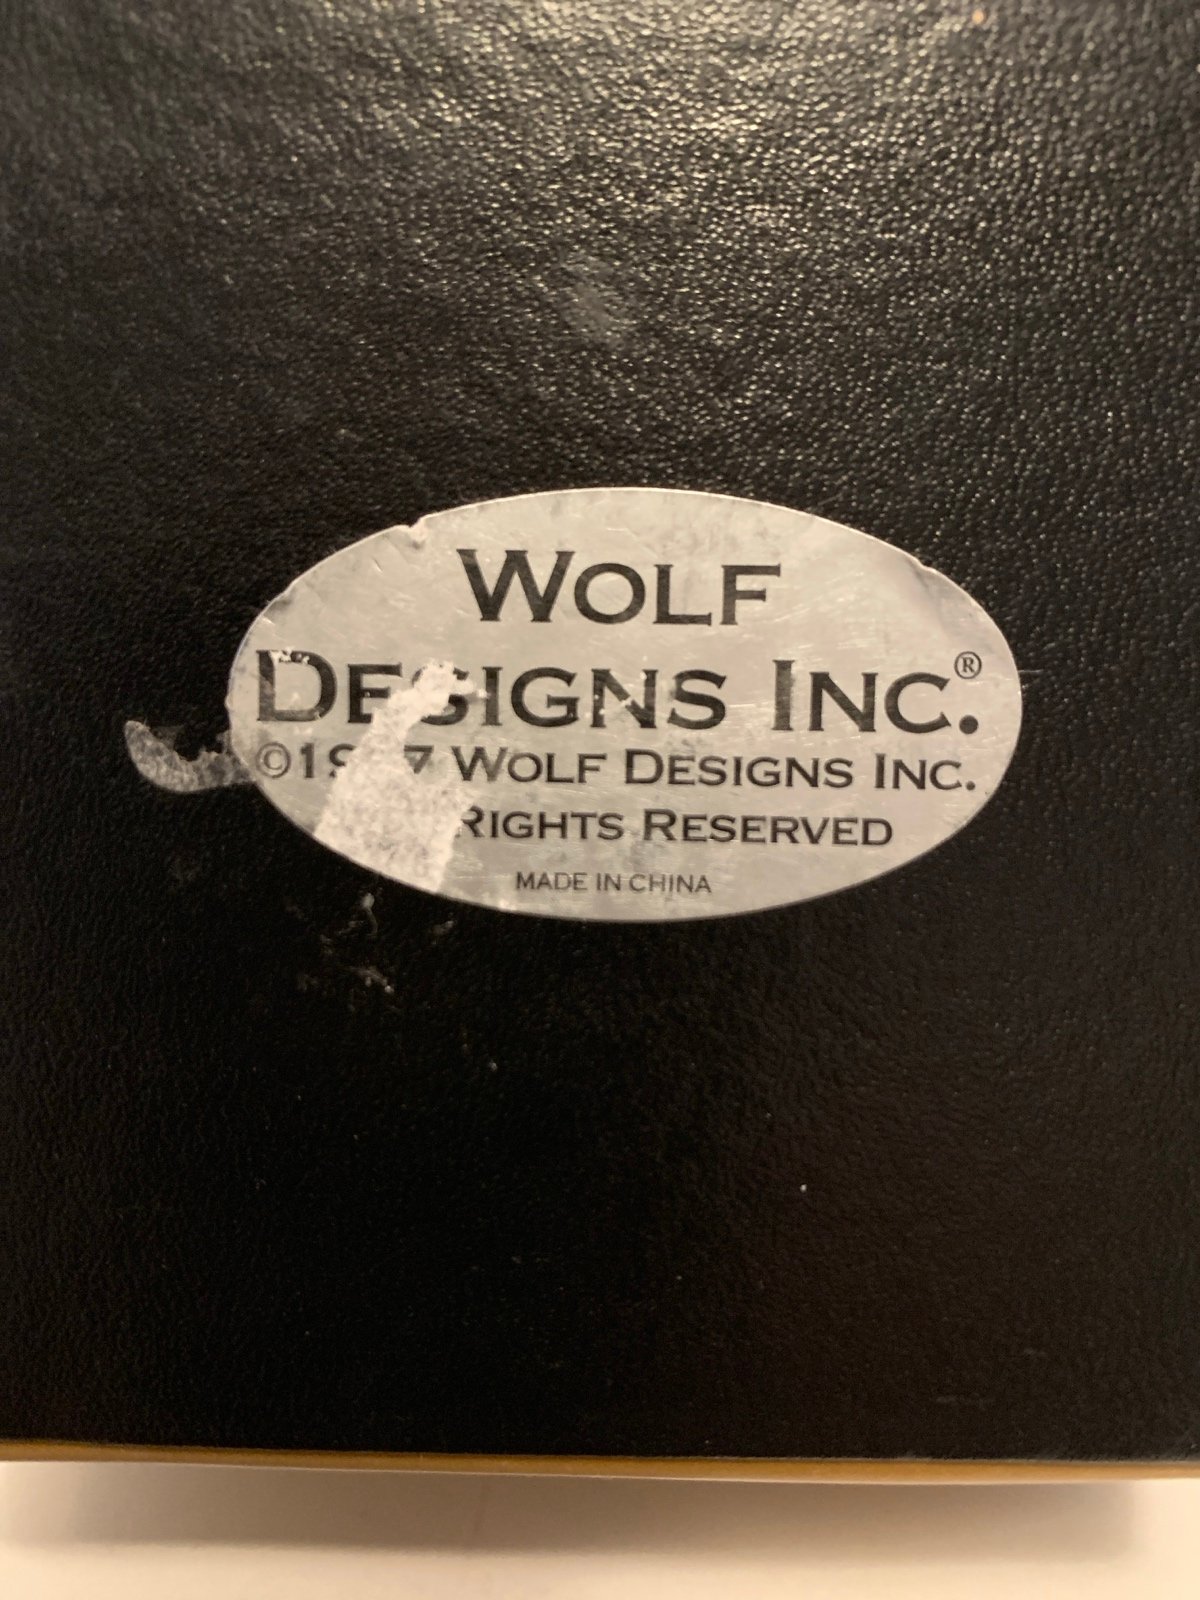 WOLF
DESIGNS INC.®
WOLF DESIGNS INC.
RIGHTS RESERVED
MADE IN CHINA